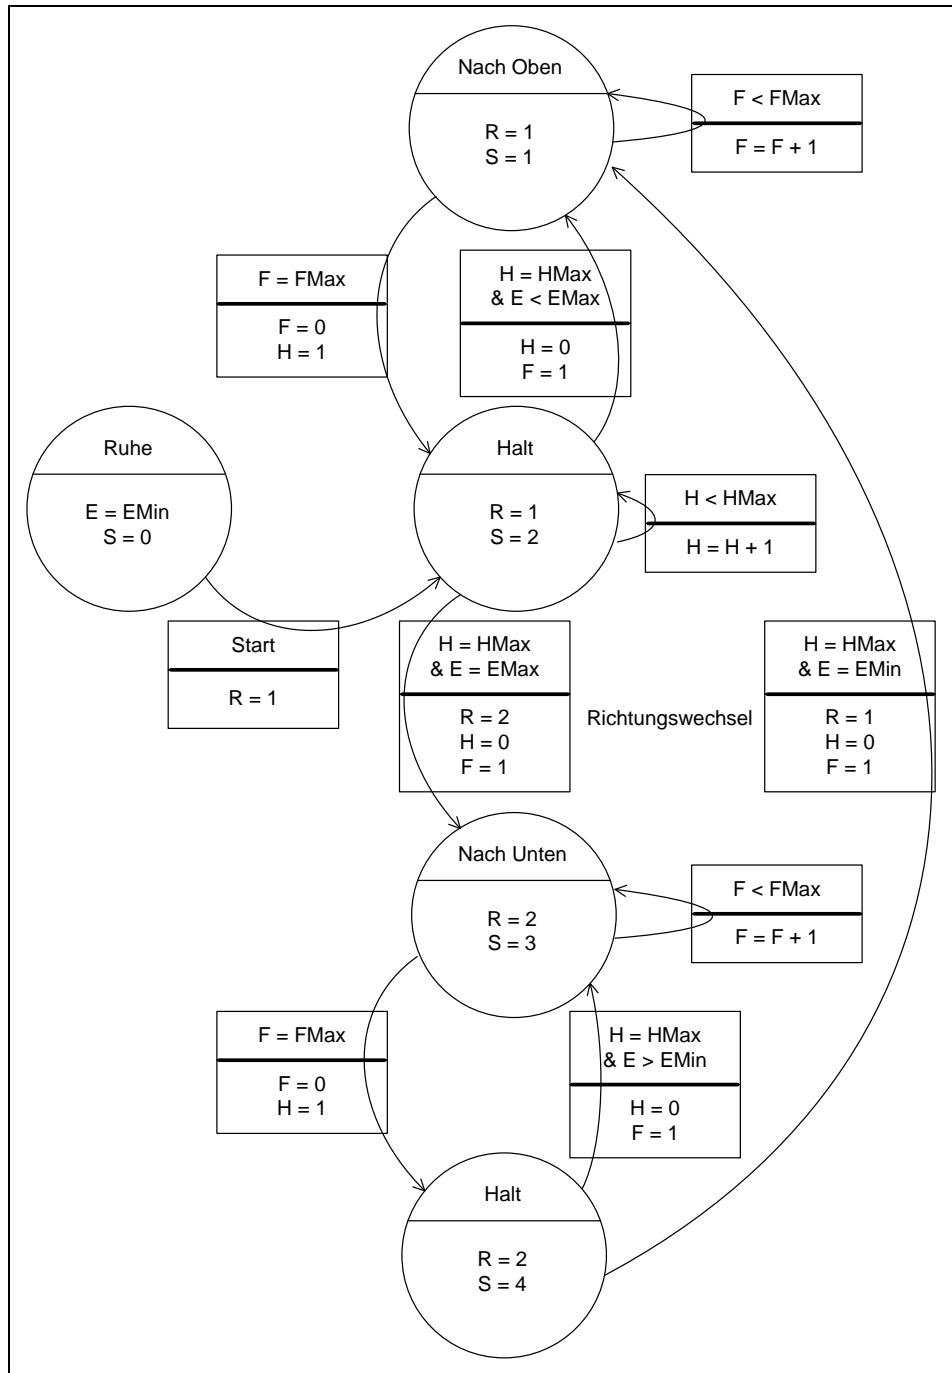 Nach Oben
R = 1
S = 1
F < FMax
F = F + 1
F = FMax
F = 0
H = 1
H = HMax
& E < EMax
H = 0
F = 1
Ruhe
E = EMin
S = 0
Halt
R = 1
S = 2
H < HMax
H = H + 1
Start
R = 1
H = HMax
& E = EMax
R = 2
H = 0
F = 1
Richtungswechsel
H = HMax
& E = EMin
R = 1
H = 0
F = 1
Nach Unten
R = 2
S = 3
F < FMax
F = F + 1
F = FMax
F = 0
H = 1
H = HMax
& E > EMin
H = 0
F = 1
Halt
R = 2
S = 4